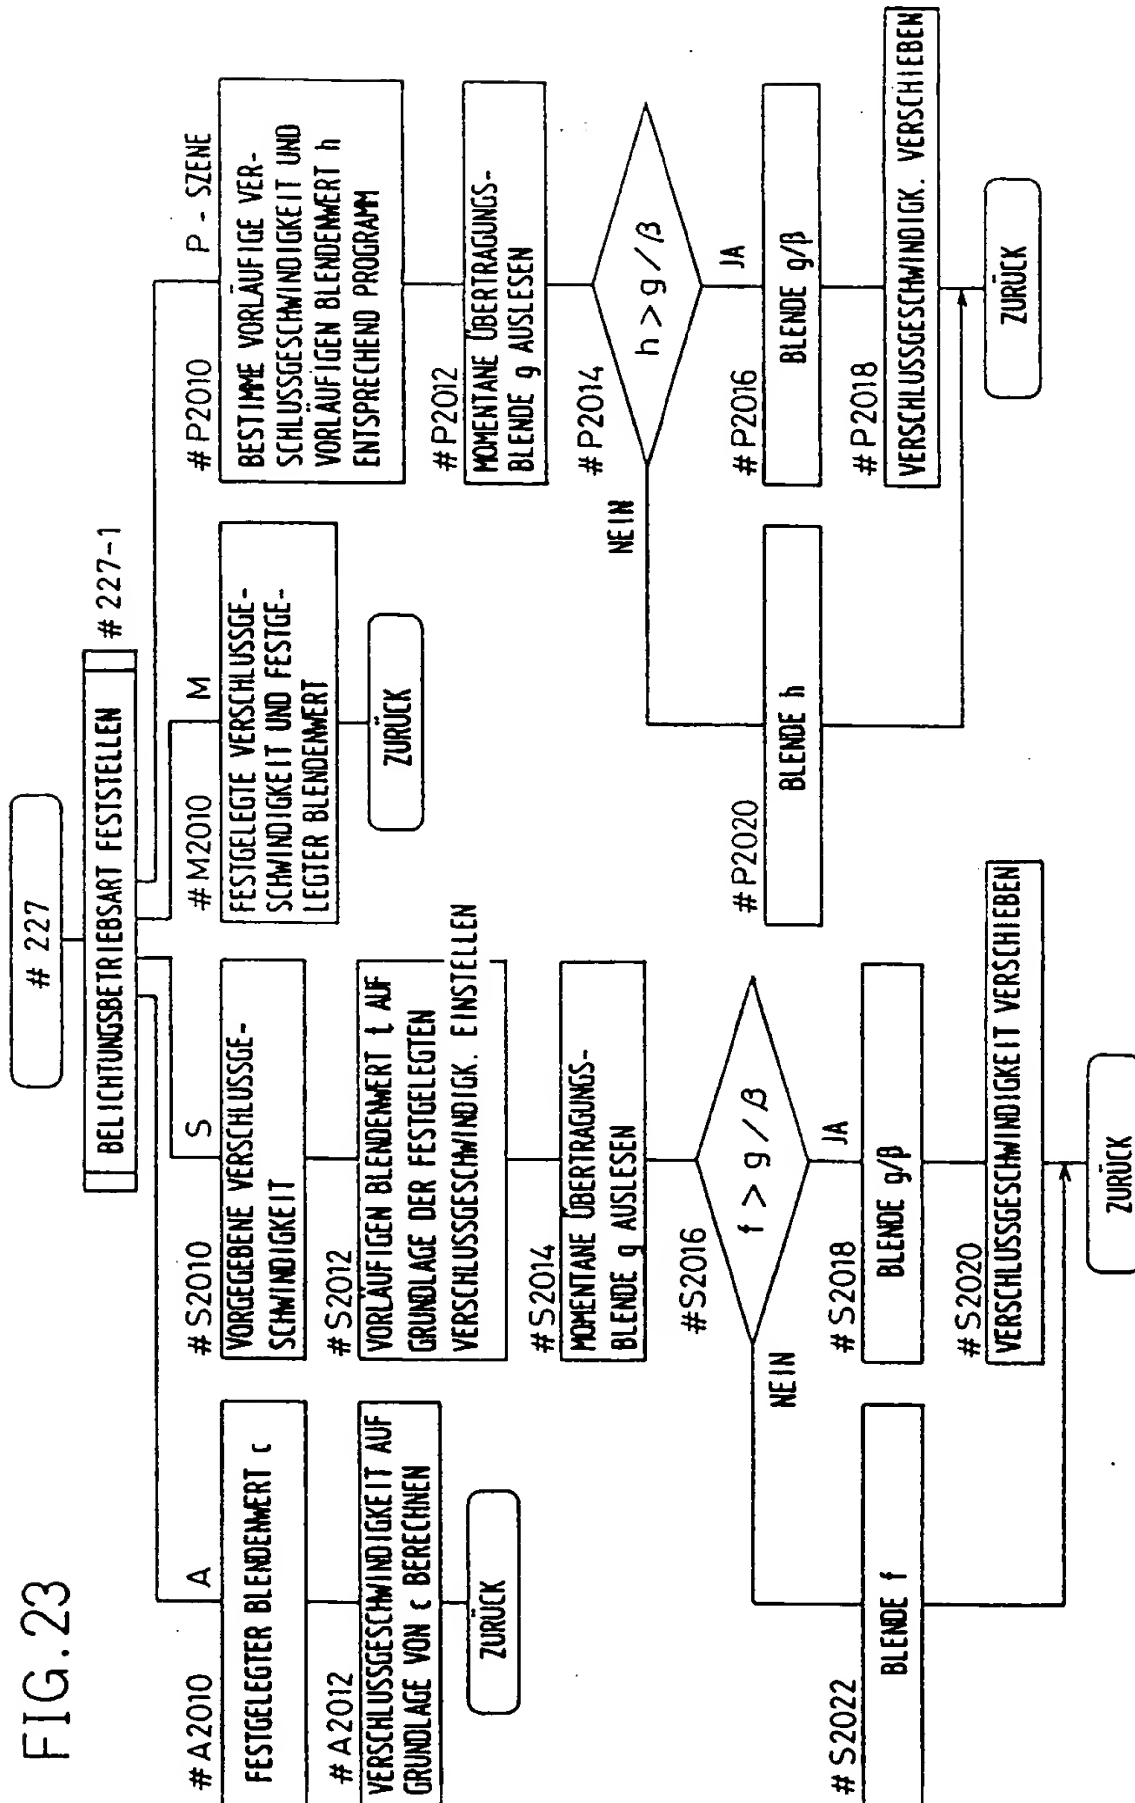 FIG.23
# 227
BELICHTUNGSBETRIEBSART FESTSTELLEN
# 227-1
A
#A2010
FESTGELEGTER BLENDENWERT c
#A2012
VERSCHLUSSGESCHWINDIGKEIT AUF
GRUNDLAGE VON c BERECHNEN
ZURÜCK
S
#S2010
VORGEGEBENE VERSCHLUSSGE-
SCHWINDIGKEIT
#S2012
VORLÄUFIGEN BLENDENWERT f AUF
GRUNDLAGE DER FESTGELEGTEN
VERSCHLUSSGESCHWINDIGK. EINSTELLEN
#S2014
MOMENTANE ÜBERTRAGUNGS-
BLENDE g AUSLESEN
#S2016
f > g / β
NEIN
JA
#S2018
BLENDE g/β
#S2020
VERSCHLUSSGESCHWINDIGKEIT VERSCHIEBEN
#S2022
BLENDE f
ZURÜCK
M
#M2010
FESTGELEGTE VERSCHLUSSGE-
SCHWINDIGKEIT UND FESTGE-
LEGTER BLENDENWERT
ZURÜCK
P - SZENE
#P2010
BESTIMME VORLÄUFIGE VER-
SCHLÜSSGESCHWINDIGKEIT UND
VORLÄUFIGEN BLENDENWERT h
ENTSPRECHEND PROGRAMM
#P2012
MOMENTANE ÜBERTRAGUNGS-
BLENDE g AUSLESEN
#P2014
h > g / β
NEIN
JA
#P2016
BLENDE g/β
#P2018
VERSCHLUSSGESCHWINDIGK. VERSCHIEBEN
#P2020
BLENDE h
ZURÜCK